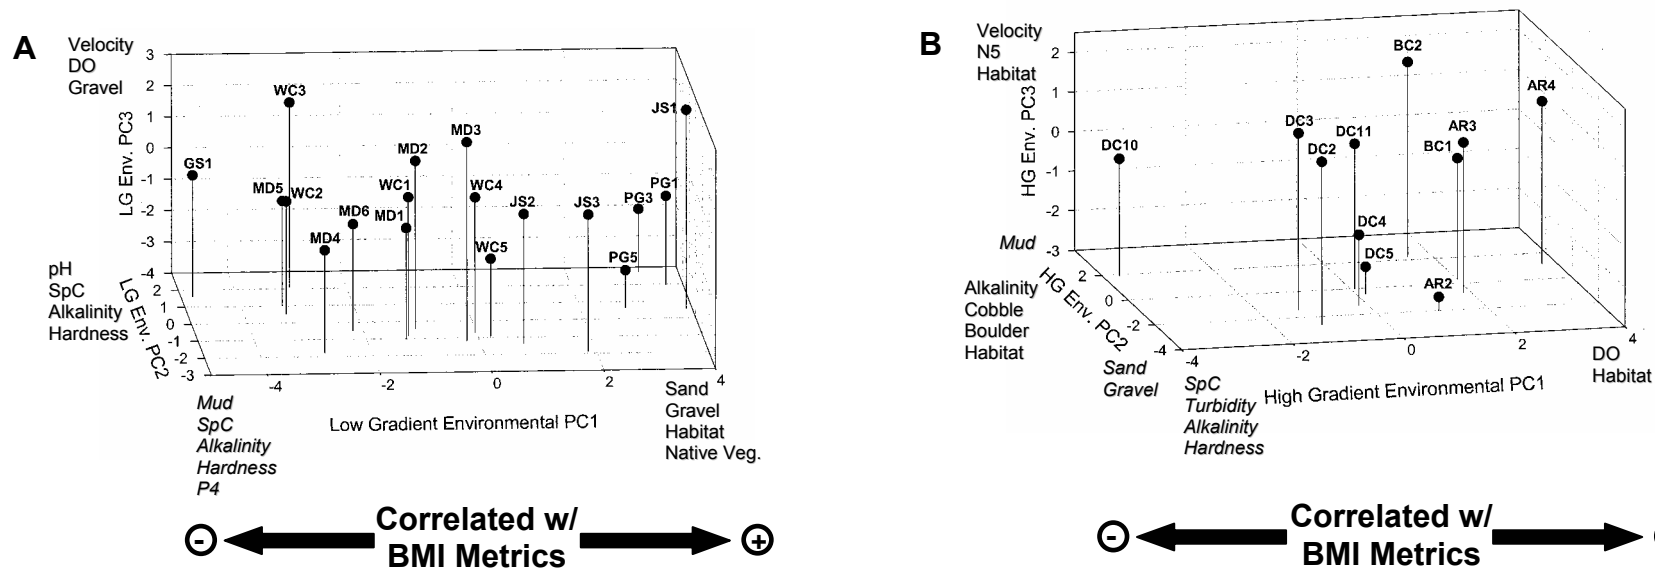 A
Velocity
DO
Gravel
3
2
1
0
-1
-2
-3
-4
LG Env. PC3
WC3
JS1
MD3
MD2
GS1
MD5
WC2
WC1
WC4
PG1
MD6
MD1
JS2
JS3
PG3
MD4
WC5
PG5
pH
SpC
Alkalinity
Hardness
2
1
0
-1
-2
-3
LG Env. PC2
-4
-2
0
2
4
Low Gradient Environmental PC1
Mud
SpC
Alkalinity
Hardness
P4
Sand
Gravel
Habitat
Native Veg.
-
Correlated w/
BMI Metrics
+
B
Velocity
N5
Habitat
2
1
0
-1
-2
-3
HG Env. PC3
BC2
AR4
DC3
DC11
AR3
DC10
DC2
BC1
DC4
DC5
AR2
Mud
Alkalinity
Cobble
Boulder
Habitat
2
0
-2
-4
HG Env. PC2
Sand
Gravel
-4
-2
0
2
4
High Gradient Environmental PC1
SpC
Turbidity
Alkalinity
Hardness
DO
Habitat
-
Correlated w/
BMI Metrics